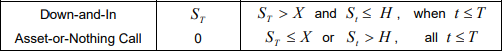 Down-and-In S_T S_T > X and S_t ≤ H, when t ≤ T
Asset-or-Nothing Call 0 S_T ≤ X or S_t > H, all t ≤ T